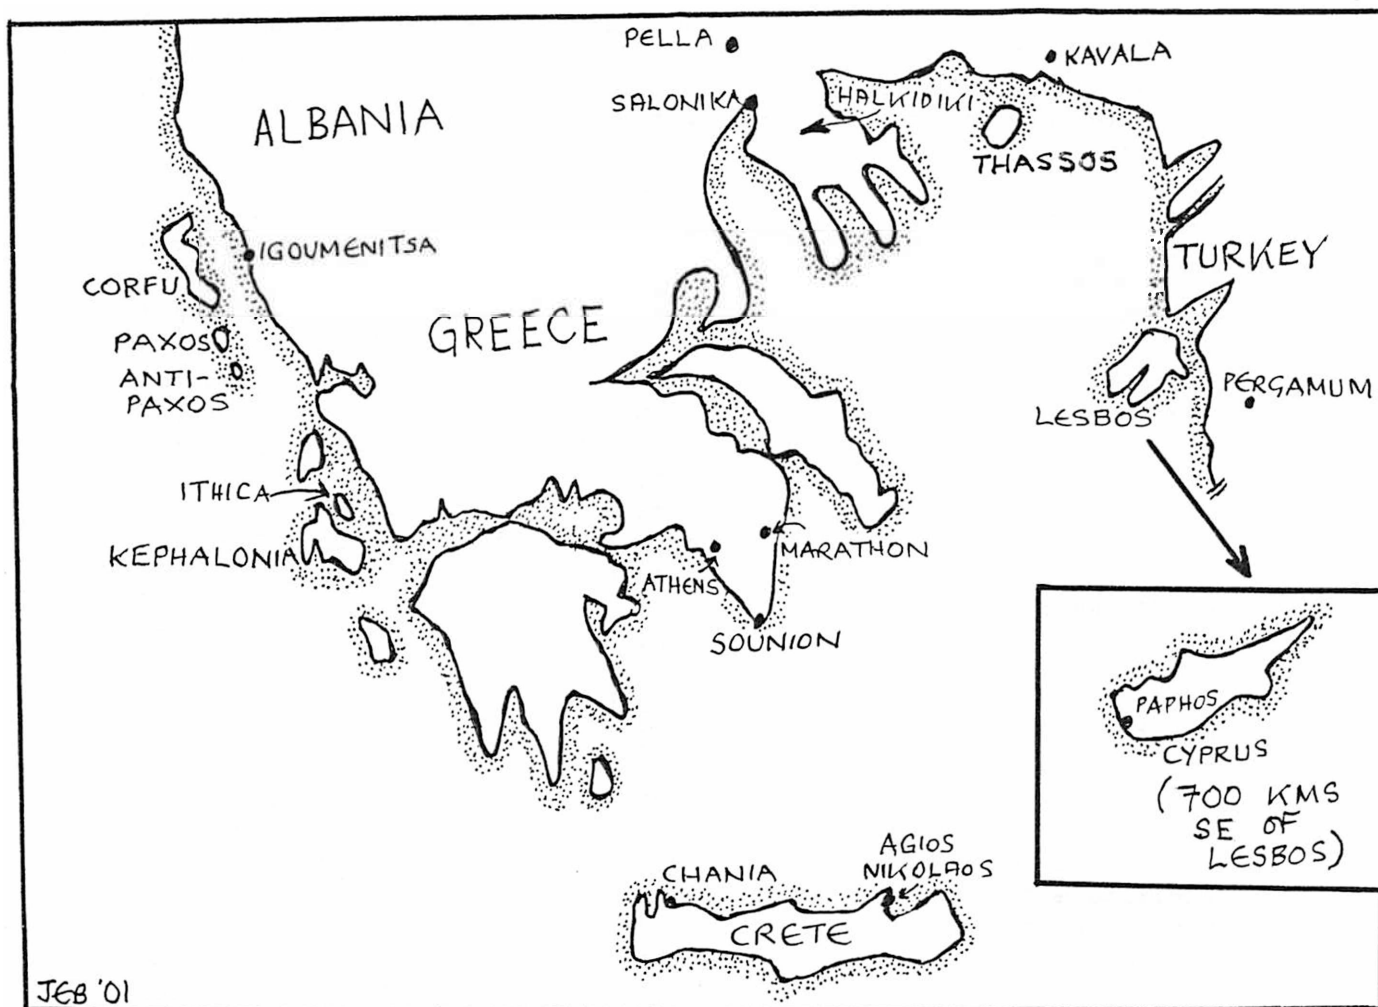 PELLA
KAVALA
SALONIKA
HALKIDIKI
ALBANIA
THASSOS
IGOUMENITSA
TURKEY
CORFU
GREECE
PAXOS
ANTI-
PAXOS
PERGAMUM
LESBOS
ITHICA
KEPHALONIA
MARATHON
ATHENS
SOUNION
PAPHOS
CYPRUS
(700 KMS
SE OF
LESBOS)
CHANIA
AGIOS
NIKOLAOS
CRETE
JEB '01